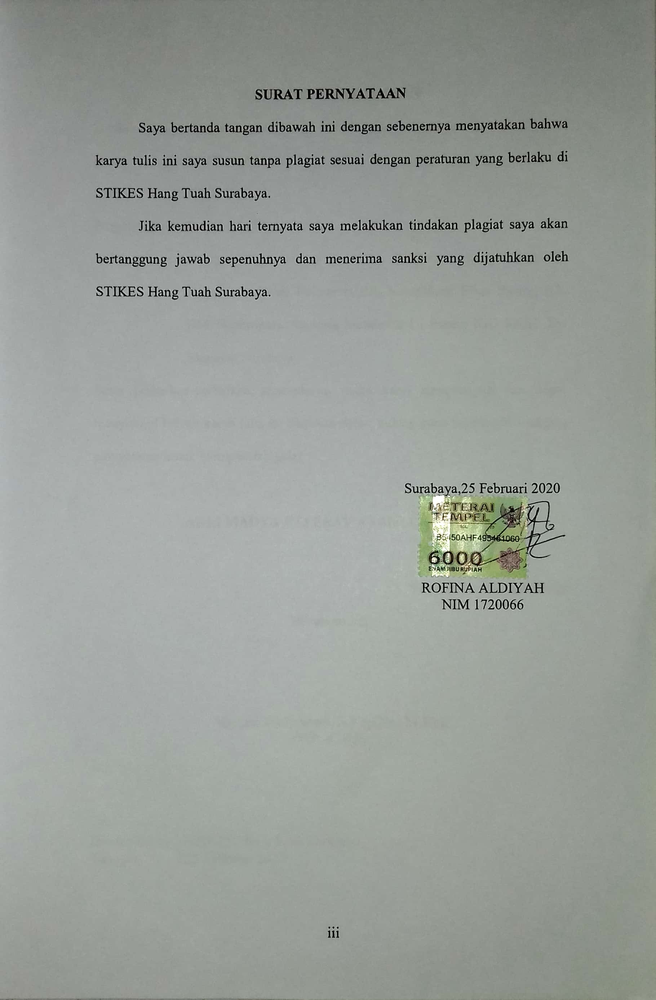 SURAT PERNYATAAN
Saya bertanda tangan dibawah ini dengan sebenernya menyatakan bahwa
karya tulis ini saya susun tanpa plagiat sesuai dengan peraturan yang berlaku di
STIKES Hang Tuah Surabaya.
Jika kemudian hari ternyata saya melakukan tindakan plagiat saya akan
bertanggung jawab sepenuhnya dan menerima sanksi yang dijatuhkan oleh
STIKES Hang Tuah Surabaya.
Surabaya,25 Februari 2020
METERAI
TEMPEL
TGL 20
6000
ENAM RIBU RUPIAH
ROFINA ALDIYAH
NIM 1720066
iii